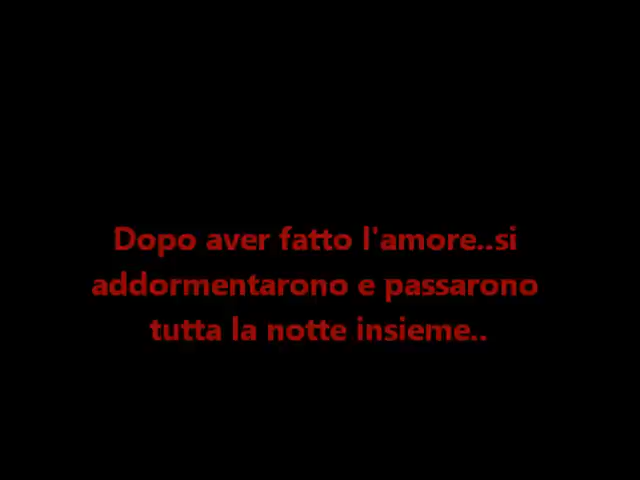 Dopo aver fatto l'amore..si
addormentarono e passarono
tutta la notte insieme..